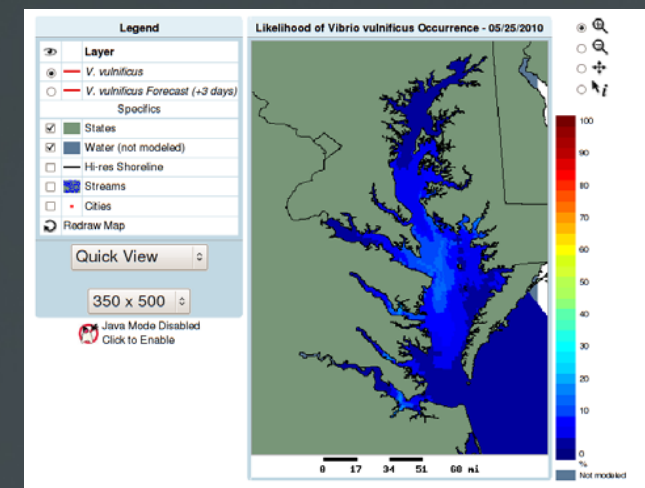 Legend
Layer
V. vulnificus
V. vulnificus Forecast (+3 days)
Specifics
States
Water (not modeled)
Hi-res Shoreline
Streams
Cities
Redraw Map
Quick View
350 x 500
Java Mode Disabled
Click to Enable
Likelihood of Vibrio vulnificus Occurrence - 05/25/2010
0 17 34 51 68 mi
i
100
90
80
70
60
50
40
30
20
10
0
%
Not modeled